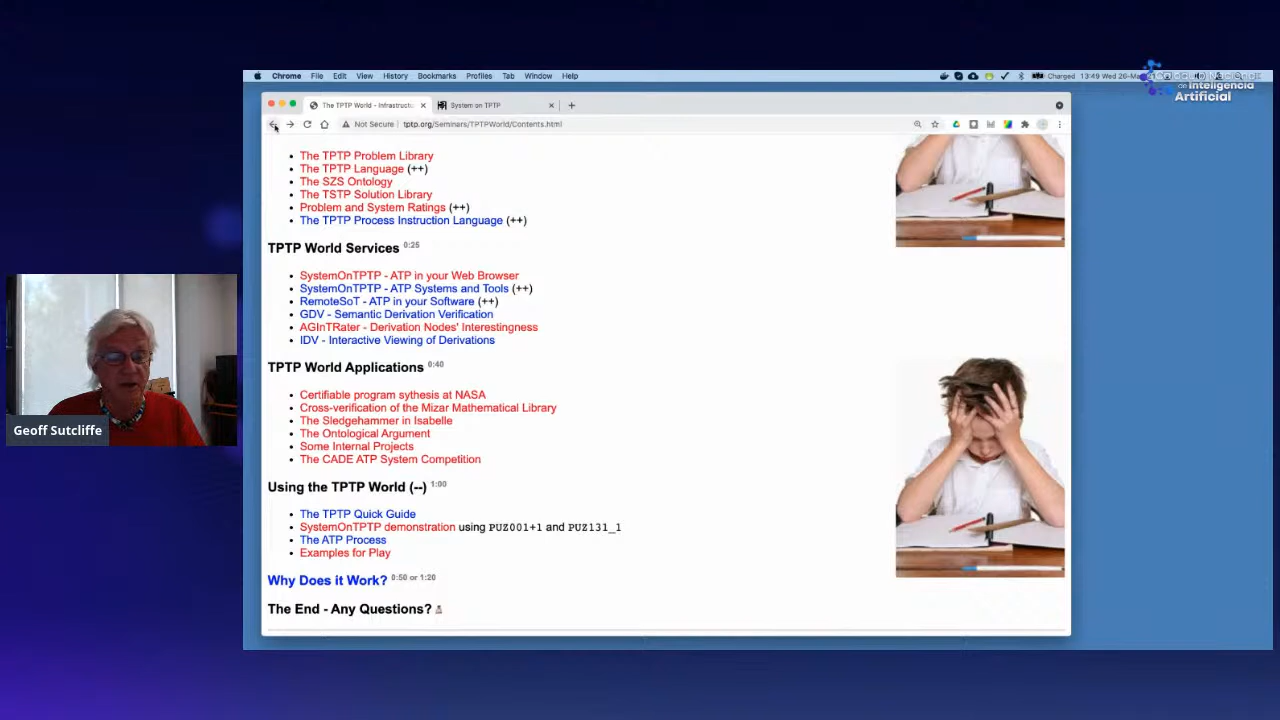 Chrome File Edit View History Bookmarks Profiles Tab Window Help
Charged 13:49 Wed 26-Ma
Inteligencia
Artificial
The TPTP World - Infrastructu
System on TPTP
Not Secure | tptp.org/Seminars/TPTPWorld/Contents.html
• The TPTP Problem Library
• The TPTP Language (++)
• The SZS Ontology
• The TSTP Solution Library
• Problem and System Ratings (++)
• The TPTP Process Instruction Language (++)
TPTP World Services 0:25
• SystemOnTPTP - ATP in your Web Browser
• SystemOnTPTP - ATP Systems and Tools (++)
• RemoteSoT - ATP in your Software (++)
• GDV - Semantic Derivation Verification
• AGInTRater - Derivation Nodes' Interestingness
• IDV - Interactive Viewing of Derivations
TPTP World Applications 0:40
• Certifiable program sythesis at NASA
• Cross-verification of the Mizar Mathematical Library
• The Sledgehammer in Isabelle
• The Ontological Argument
• Some Internal Projects
• The CADE ATP System Competition
Using the TPTP World (--) 1:00
• The TPTP Quick Guide
• SystemOnTPTP demonstration using PUZ001+1 and PUZ131_1
• The ATP Process
• Examples for Play
Why Does it Work? 0:50 or 1:20
The End - Any Questions?
Geoff Sutcliffe